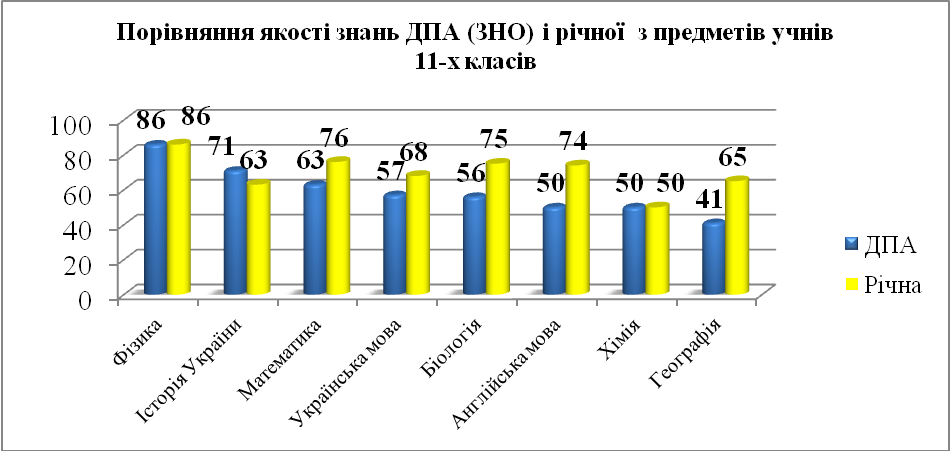 Порівняння якості знань ДПА (ЗНО) і річної з предметів учнів
11-х класів
86 86
71 63
63 76
57 68
56 75
50 74
50 50
41 65
100
80
60
40
20
0
ДПА
Річна
Фізика
Історія України
Математика
Українська мова
Біологія
Англійська мова
Хімія
Географія